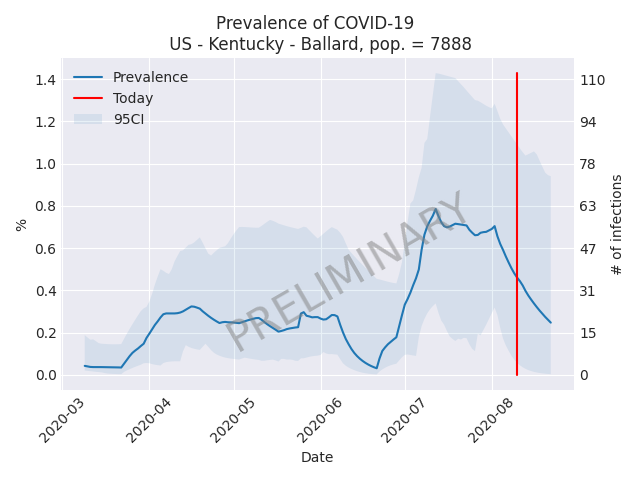 Prevalence of COVID-19
US - Kentucky - Ballard, pop. = 7888
Prevalence
Today
95CI
1.4
1.2
1.0
0.8
0.6
0.4
0.2
0.0
%
110
94
78
63
47
31
15
0
# of infections
PRELIMINARY
2020-03
2020-04
2020-05
2020-06
2020-07
2020-08
Date